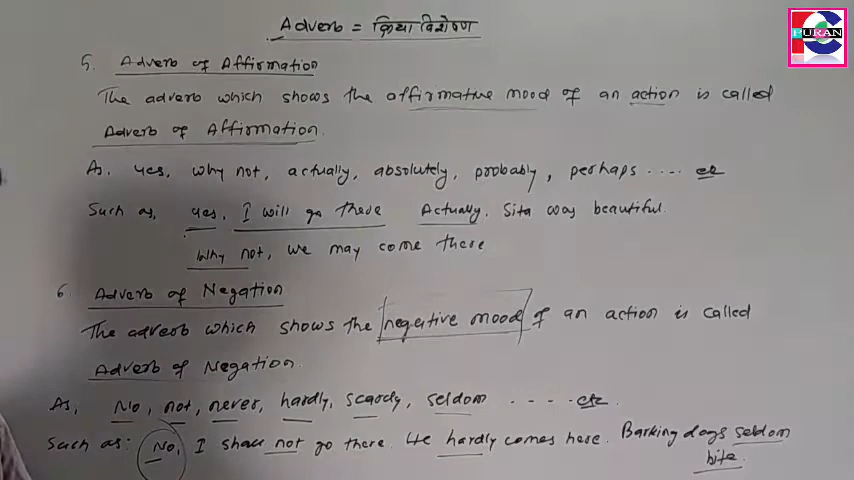 Adverb = क्रिया विशेषण
PURAN
5. Adverb of Affirmation
The adverb which shows the affirmative mood of an action is called
Adverb of Affirmation.
As, yes, why not, actually, absolutely, probably, perhaps .... etc
Such as, yes, I will go there Actually, Sita was beautiful.
Why not, we may come there
6. Adverb of Negation
The adverb which shows the negative mood of an action is called
Adverb of Negation.
As, No, not, never, hardly, scarcely, seldom ..... etc.
Such as: No, I shall not go there. He hardly comes here. Barking dogs seldom
bite.